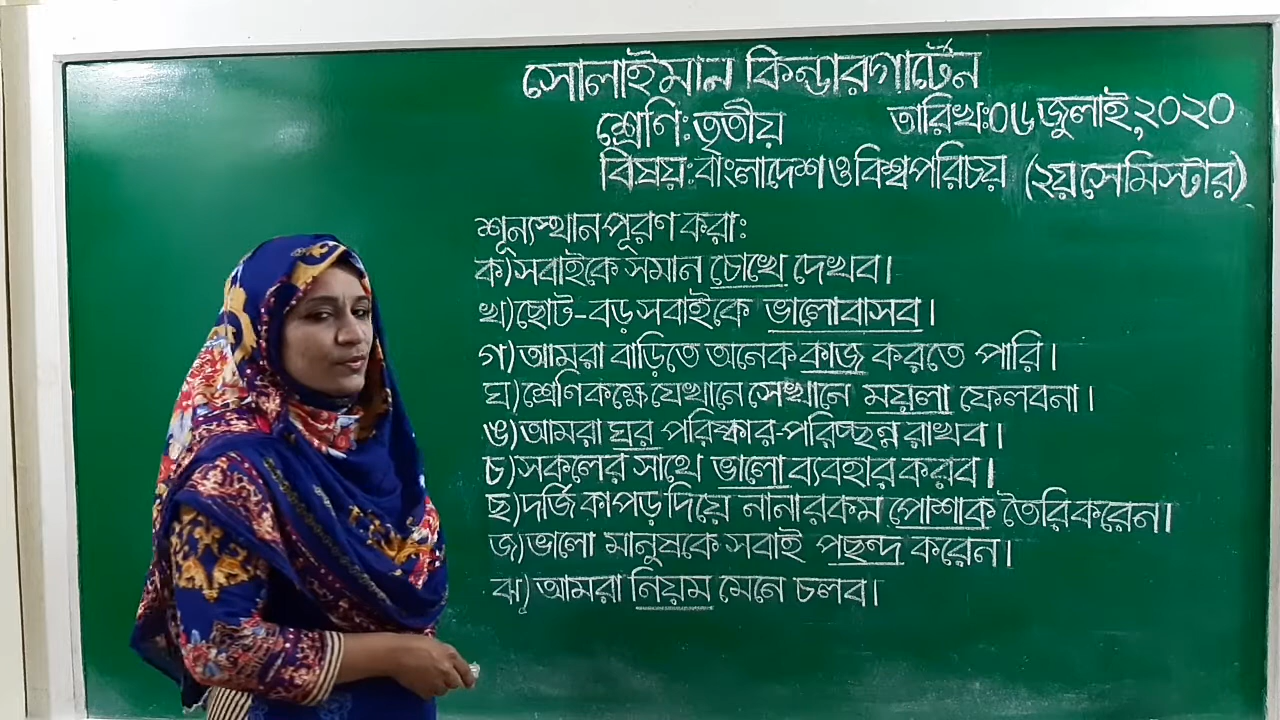 সোলাইমান কিন্ডারগার্টেন
শ্রেণি:তৃতীয়
তারিখ:০৬জুলাই,২০২০
বিষয়:বাংলাদেশ ও বিশ্বপরিচয় (২য় সেমিস্টার)
শূন্যস্থান পূরণ করা:
ক) সবাইকে সমান চোখে দেখব।
খ) ছোট-বড় সবাইকে ভালোবাসব।
গ) আমরা বাড়িতে অনেক কাজ করতে পারি।
ঘ) শ্রেণিকক্ষে যেখানে সেখানে ময়লা ফেলবনা।
ঙ) আমরা ঘর পরিষ্কার-পরিচ্ছন্ন রাখব।
চ) সকলের সাথে ভালো ব্যবহার করব।
ছ) দর্জি কাপড় দিয়ে নানা রকম পোশাক তৈরি করেন।
জ) ভালো মানুষকে সবাই পছন্দ করেন।
ঝ) আমরা নিয়ম মেনে চলব।